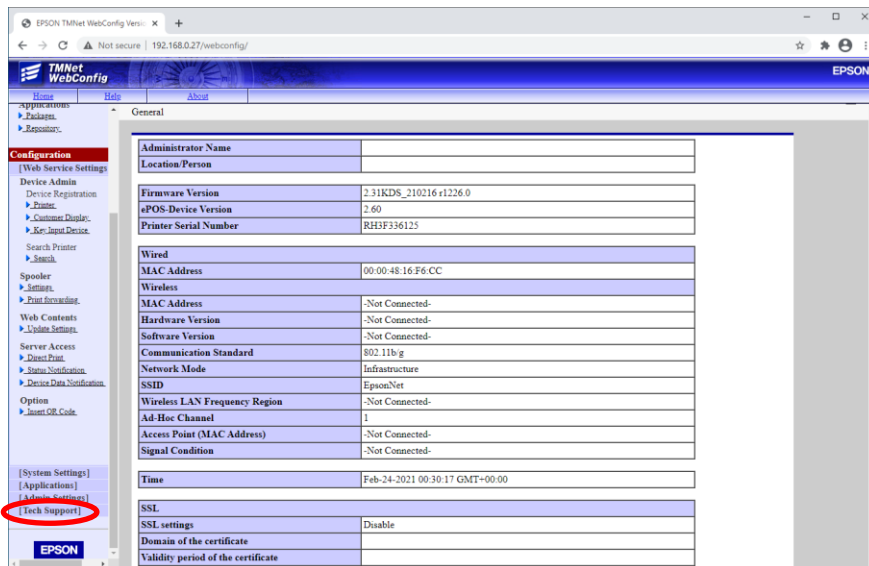 EPSON TMNet WebConfig Versi
Not secure | 192.168.0.27/webconfig/
TMNet
WebConfig
EPSON
Home Help About
Applications
Packages
Repository
Configuration
[Web Service Settings
Device Admin
Device Registration
Printer
Customer Display
Key Input Device
Search Printer
Search
Spooler
Settings
Print forwarding
Web Contents
Update Settings
Server Access
Direct Print
Status Notification
Device Data Notification
Option
Insert QR Code
[System Settings]
[Applications]
[Admin Settings]
[Tech Support]
EPSON
General
Administrator Name
Location/Person
Firmware Version 2.31KDS_210216 r1226.0
ePOS-Device Version 2.60
Printer Serial Number RH3F336125
Wired
MAC Address 00:00:48:16:F6:CC
Wireless
MAC Address -Not Connected-
Hardware Version -Not Connected-
Software Version -Not Connected-
Communication Standard 802.11b/g
Network Mode Infrastructure
SSID EpsonNet
Wireless LAN Frequency Region -Not Connected-
Ad-Hoc Channel 1
Access Point (MAC Address) -Not Connected-
Signal Condition -Not Connected-
Time Feb-24-2021 00:30:17 GMT+00:00
SSL
SSL settings Disable
Domain of the certificate
Validity period of the certificate